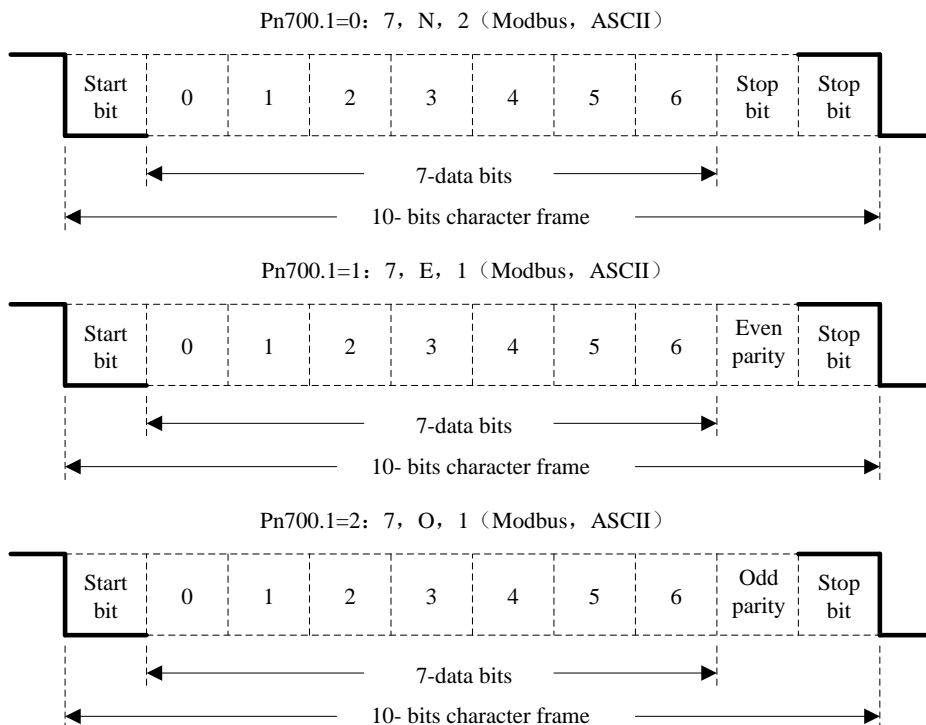 Pn700.1=0：7，N，2（Modbus，ASCII）
Start bit 0 1 2 3 4 5 6 Stop bit Stop bit
7-data bits
10- bits character frame
Pn700.1=1：7，E，1（Modbus，ASCII）
Start bit 0 1 2 3 4 5 6 Even parity Stop bit
7-data bits
10- bits character frame
Pn700.1=2：7，O，1（Modbus，ASCII）
Start bit 0 1 2 3 4 5 6 Odd parity Stop bit
7-data bits
10- bits character frame